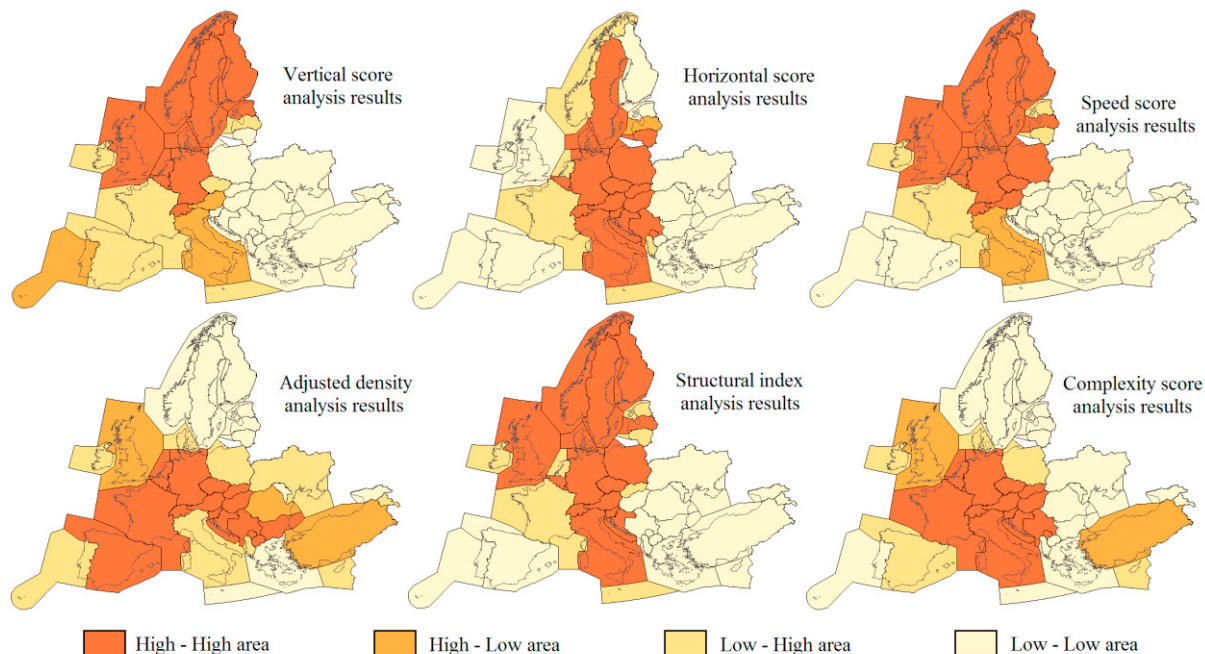 Vertical score
analysis results
Horizontal score
analysis results
Speed score
analysis results
Adjusted density
analysis results
Structural index
analysis results
Complexity score
analysis results
High - High area
High - Low area
Low - High area
Low - Low area